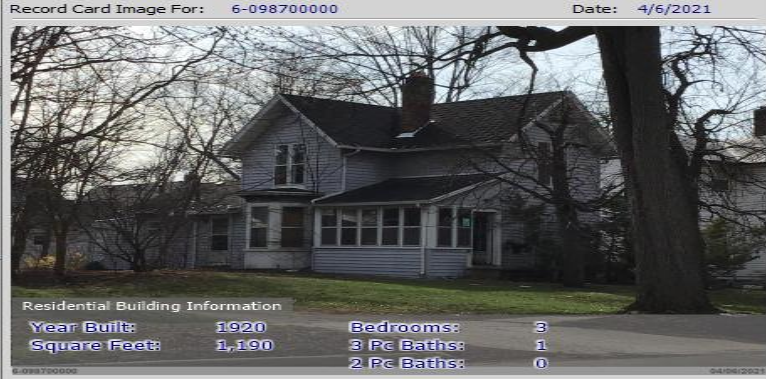 Record Card Image For: 6-098700000 Date: 4/6/2021
Residential Building Information
Year Built: 1920 Bedrooms: 3
Square Feet: 1,190 3 Pc Baths: 1
2 Pc Baths: 0
6-098700000 04/06/2021